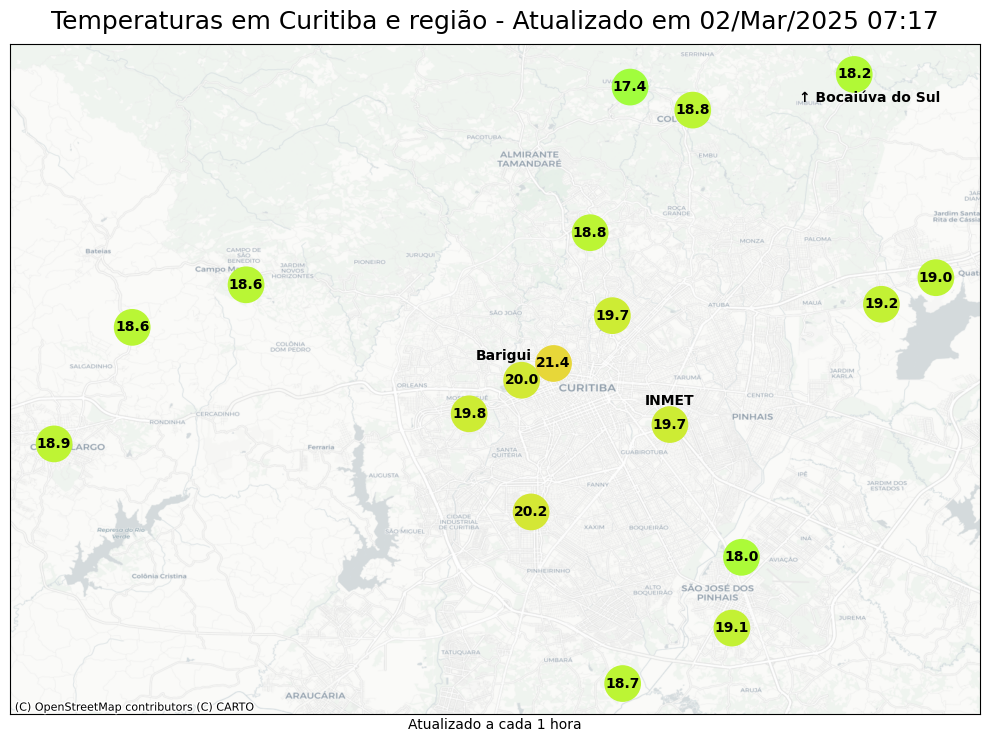 Temperaturas em Curitiba e região - Atualizado em 02/Mar/2025 07:17
SERRINHA
18.2
17.4
↑ Bocaiúva do Sul
18.8
PACOTUBA
ALMIRANTE
TAMANDARÉ
EMBU
ROÇA
GRANDE
Jardim Santa
Rita de Cássia
18.8
MONZA
PALOMA
Bateias
CAMPO DE
SÃO
BENEDITO
JURUQUI
PIONEIRO
JARDIM
NOVOS
HORIZONTES
Campo M
18.6
19.0
Quat
19.2
ATUBA
MAUÁ
SÃO JOÃO
19.7
18.6
COLÔNIA
DOM PEDRO
Barigui
21.4
SALGADINHO
20.0
JARDIM
KARLA
TARUMÃ
ORLEANS
CURITIBA
CENTRO
INMET
19.8
CERCADINHO
RONDINHA
PINHAIS
19.7
18.9
LARGO
Ferraria
SANTA
QUITÉRIA
GUABIROTUBA
AUGUSTA
IPÊ
FANNY
JARDIM DOS
ESTADOS I
20.2
CIDADE
INDUSTRIAL
DE CURITIBA
XAXIM
BOQUEIRÃO
Represa do Rio
Verde
SÃO MIGUEL
INÁ
18.0
AVIAÇÃO
PINHEIRINHO
Colônia Cristina
ALTO
BOQUEIRÃO
SÃO JOSÉ DOS
PINHAIS
JUREMA
19.1
TATUQUARA
UMBARÁ
18.7
ARUJÁ
ARAUCÁRIA
(C) OpenStreetMap contributors (C) CARTO
Atualizado a cada 1 hora